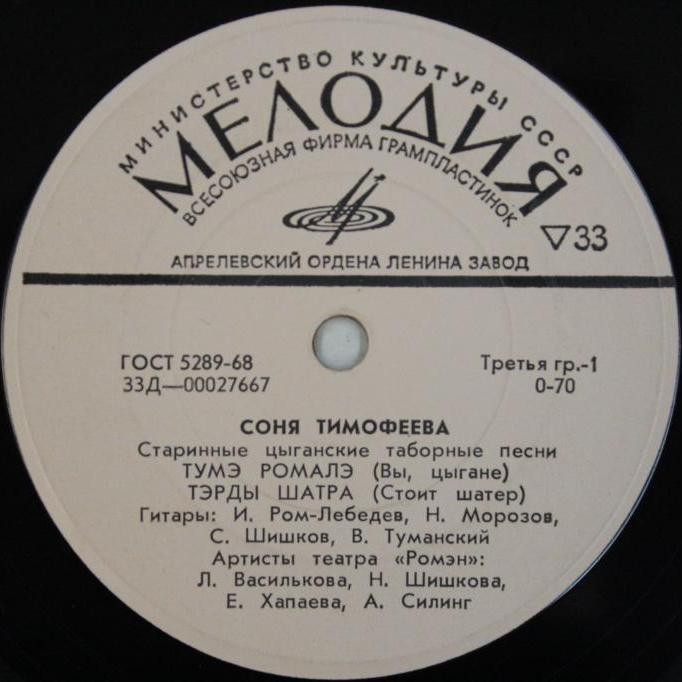 МИНИСТЕРСТВО КУЛЬТУРЫ СССР
МЕЛОДИЯ
ВСЕСОЮЗНАЯ ФИРМА ГРАМПЛАСТИНОК
▽33
АПРЕЛЕВСКИЙ ОРДЕНА ЛЕНИНА ЗАВОД
ГОСТ 5289-68 Третья гр.-1
33Д—00027667 0-70
СОНЯ ТИМОФЕЕВА
Старинные цыганские таборные песни
ТУМЭ РОМАЛЭ (Вы, цыгане)
ТЭРДЫ ШАТРА (Стоит шатер)
Гитары: И. Ром-Лебедев, Н. Морозов,
С. Шишков, В. Туманский
Артисты театра «Ромэн»:
Л. Василькова, Н. Шишкова,
Е. Хапаева, А. Силинг